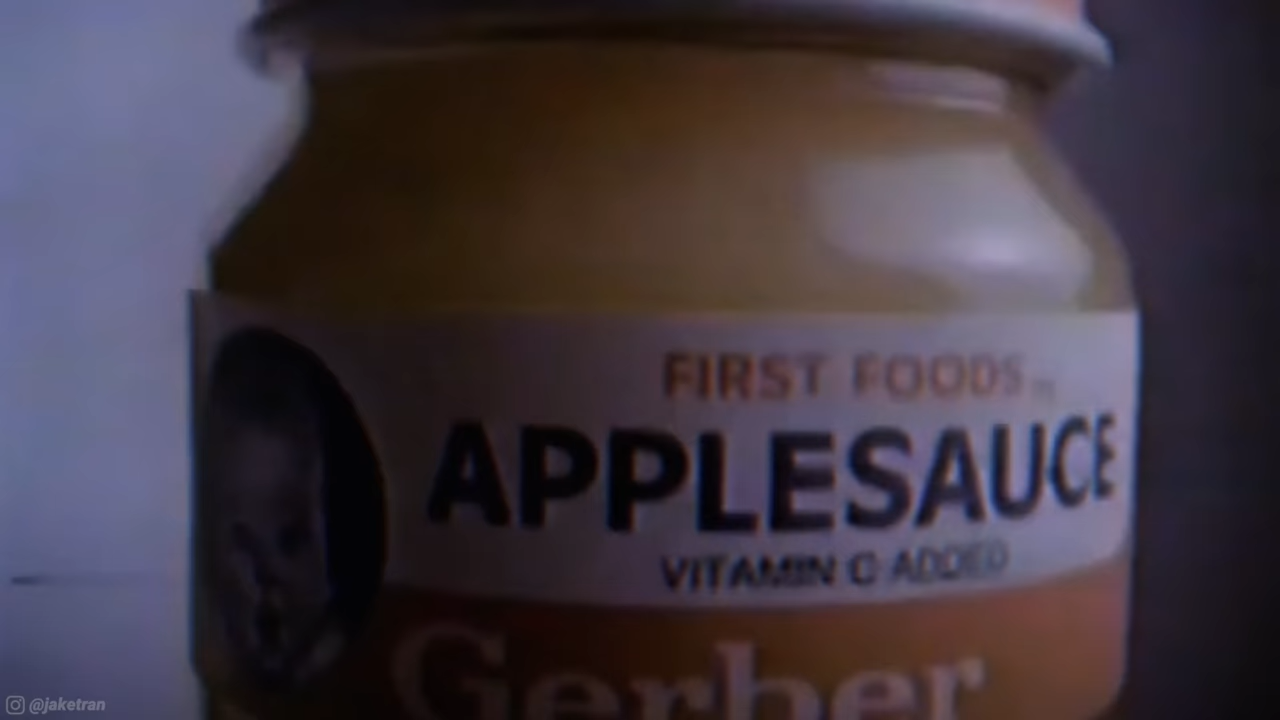 FIRST FOODS
APPLESAUCE
VITAMIN C ADDED
Gerber
@jaketran